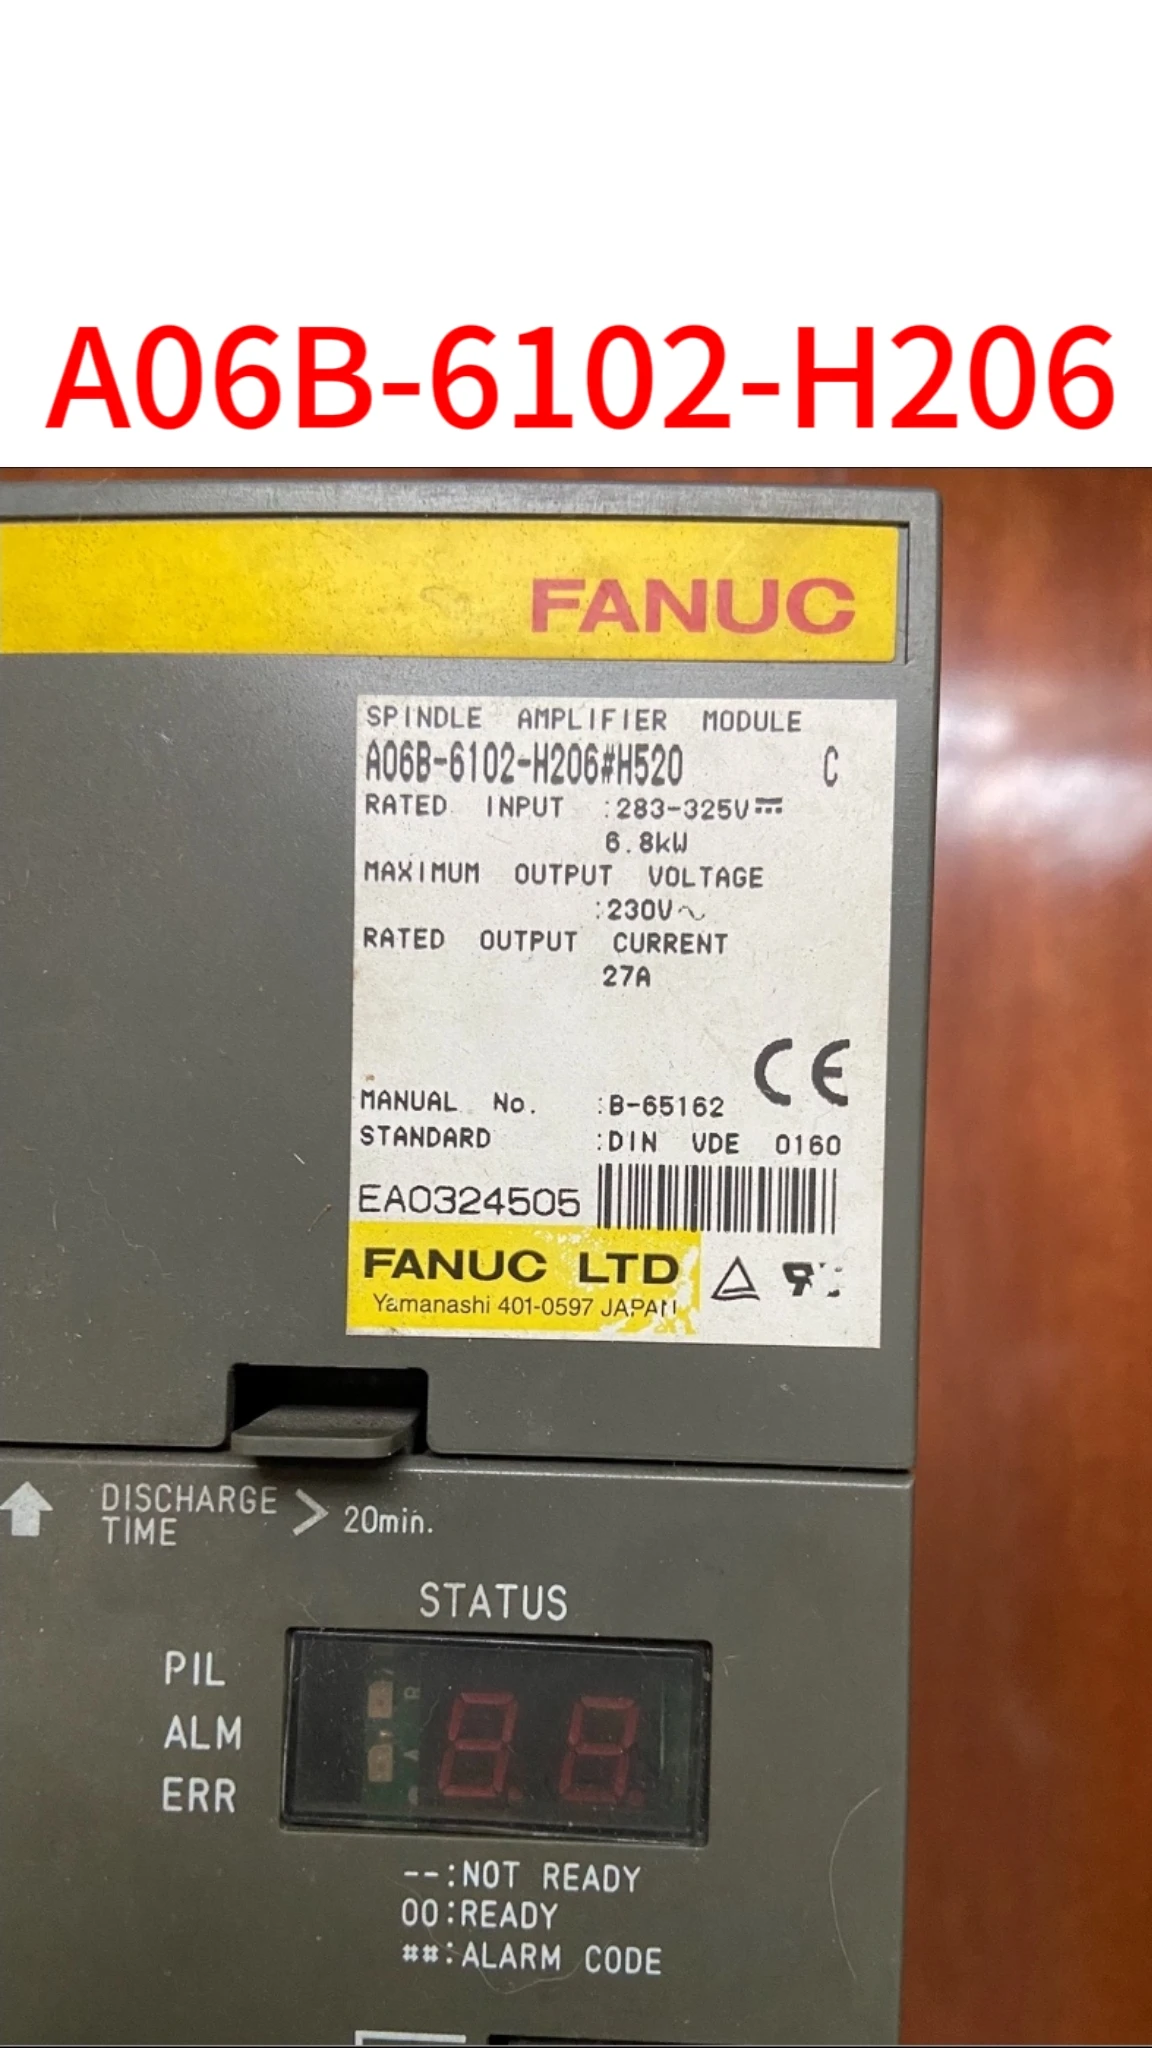 A06B-6102-H206
FANUC
SPINDLE AMPLIFIER MODULE
A06B-6102-H206#H520 C
RATED INPUT :283-325V⎓
6.8kW
MAXIMUM OUTPUT VOLTAGE
:230V~
RATED OUTPUT CURRENT
27A
CE
MANUAL No. :B-65162
STANDARD :DIN VDE 0160
EA0324505
FANUC LTD
Yamanashi 401-0597 JAPAN
DISCHARGE TIME > 20min.
STATUS
PIL
ALM
ERR
--:NOT READY
00:READY
##:ALARM CODE